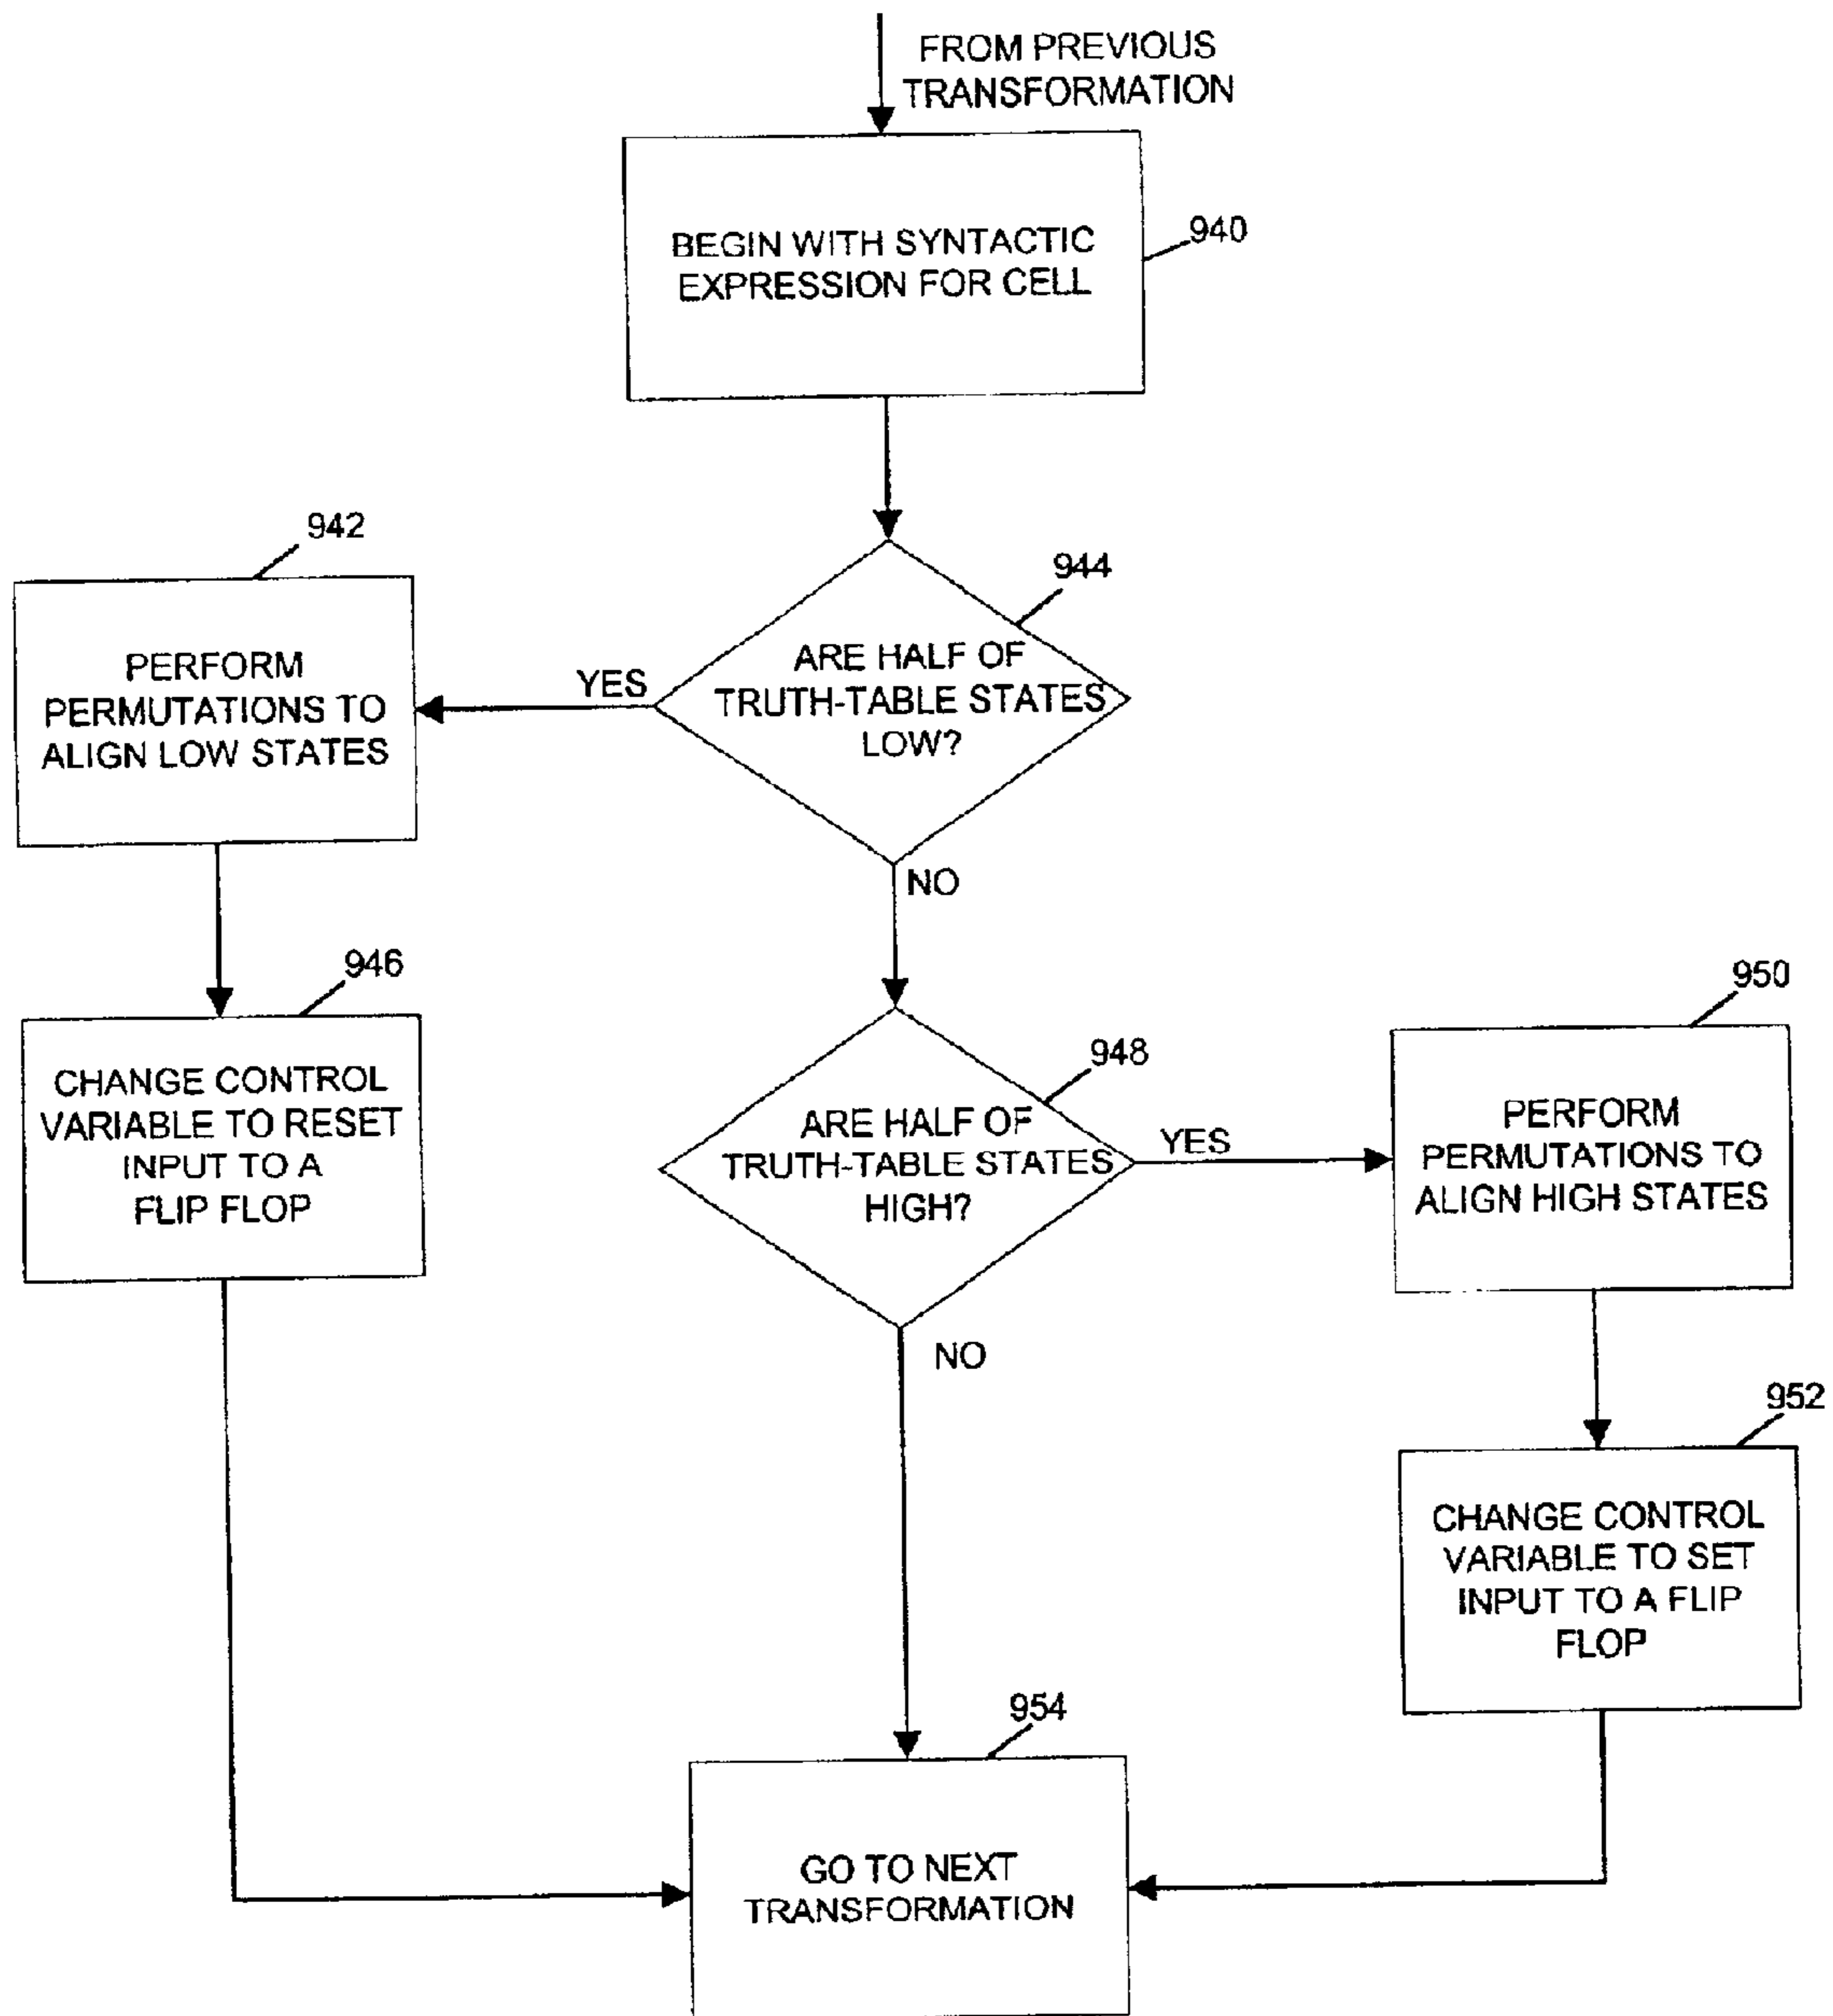 FROM PREVIOUS
TRANSFORMATION
BEGIN WITH SYNTACTIC
EXPRESSION FOR CELL
940
942
944
PERFORM
PERMUTATIONS TO
ALIGN LOW STATES
YES
ARE HALF OF
TRUTH-TABLE STATES
LOW?
NO
946
CHANGE CONTROL
VARIABLE TO RESET
INPUT TO A
FLIP FLOP
948
ARE HALF OF
TRUTH-TABLE STATES
HIGH?
YES
NO
950
PERFORM
PERMUTATIONS TO
ALIGN HIGH STATES
952
CHANGE CONTROL
VARIABLE TO SET
INPUT TO A FLIP
FLOP
954
GO TO NEXT
TRANSFORMATION